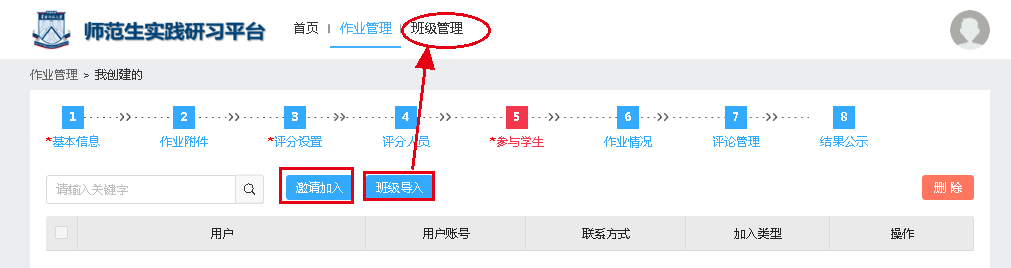 师范生实践研习平台 首页 作业管理 班级管理
作业管理 > 我创建的
1 2 3 4 5 6 7 8
*基本信息 作业附件 *评分设置 评分人员 *参与学生 作业情况 评论管理 结果公示
请输入关键字 邀请加入 班级导入 删 除
用户 用户账号 联系方式 加入类型 操作